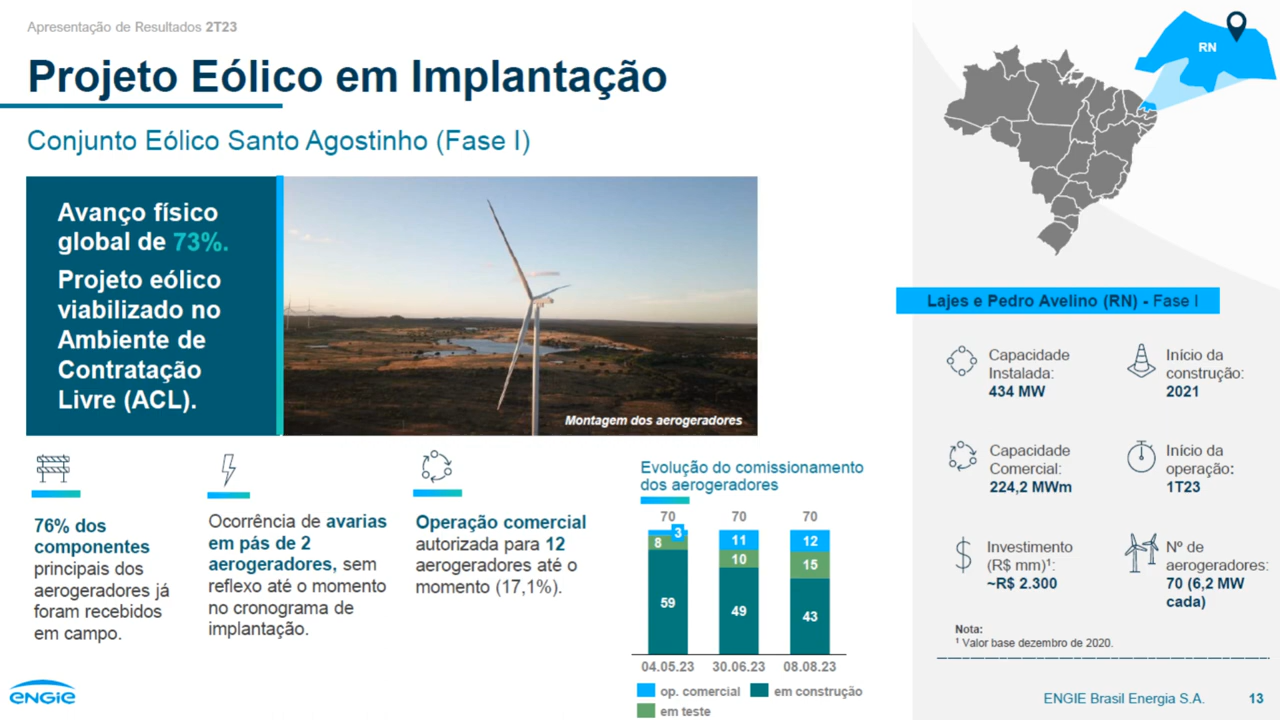 Apresentação de Resultados 2T23
Projeto Eólico em Implantação
Conjunto Eólico Santo Agostinho (Fase I)
Avanço físico
global de 73%.
Projeto eólico
viabilizado no
Ambiente de
Contratação
Livre (ACL).
Montagem dos aerogeradores
76% dos
componentes
principais dos
aerogeradores já
foram recebidos
em campo.
Ocorrência de avarias
em pás de 2
aerogeradores, sem
reflexo até o momento
no cronograma de
implantação.
Operação comercial
autorizada para 12
aerogeradores até o
momento (17,1%).
Evolução do comissionamento
dos aerogeradores
70 70 70
3 11 12
8 10 15
59 49 43
04.05.23 30.06.23 08.08.23
op. comercial em construção
em teste
RN
Lajes e Pedro Avelino (RN) - Fase I
Capacidade
Instalada:
434 MW
Início da
construção:
2021
Capacidade
Comercial:
224,2 MWm
Início da
operação:
1T23
Investimento
(R$ mm)¹:
~R$ 2.300
Nº de
aerogeradores:
70 (6,2 MW
cada)
Nota:
¹ Valor base dezembro de 2020.
ENGIE
ENGIE Brasil Energia S.A. 13